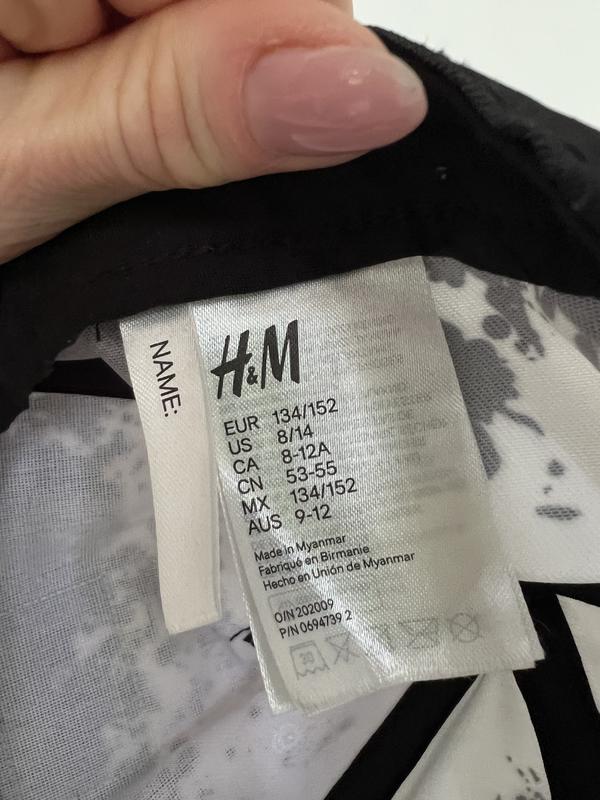 NAME:
H&M
EUR 134/152
US 8/14
CA 8-12A
CN 53-55
MX 134/152
AUS 9-12
Made in Myanmar
Fabriqué en Birmanie
Hecho en Unión de Myanmar
O/N 202009
P/N 0694739 2
30